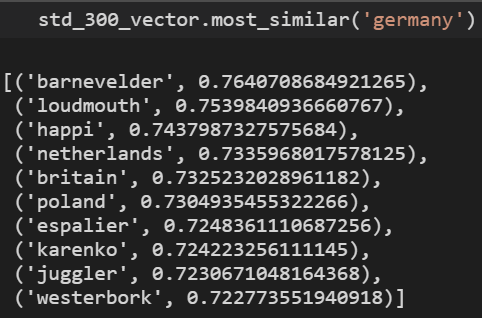 std_300_vector.most_similar('germany')
[('barnevelder', 0.7640708684921265),
('loudmouth', 0.7539840936660767),
('happi', 0.7437987327575684),
('netherlands', 0.7335968017578125),
('britain', 0.7325232028961182),
('poland', 0.7304935455322266),
('espalier', 0.7248361110687256),
('karenko', 0.724223256111145),
('juggler', 0.7230671048164368),
('westerbork', 0.722773551940918)]